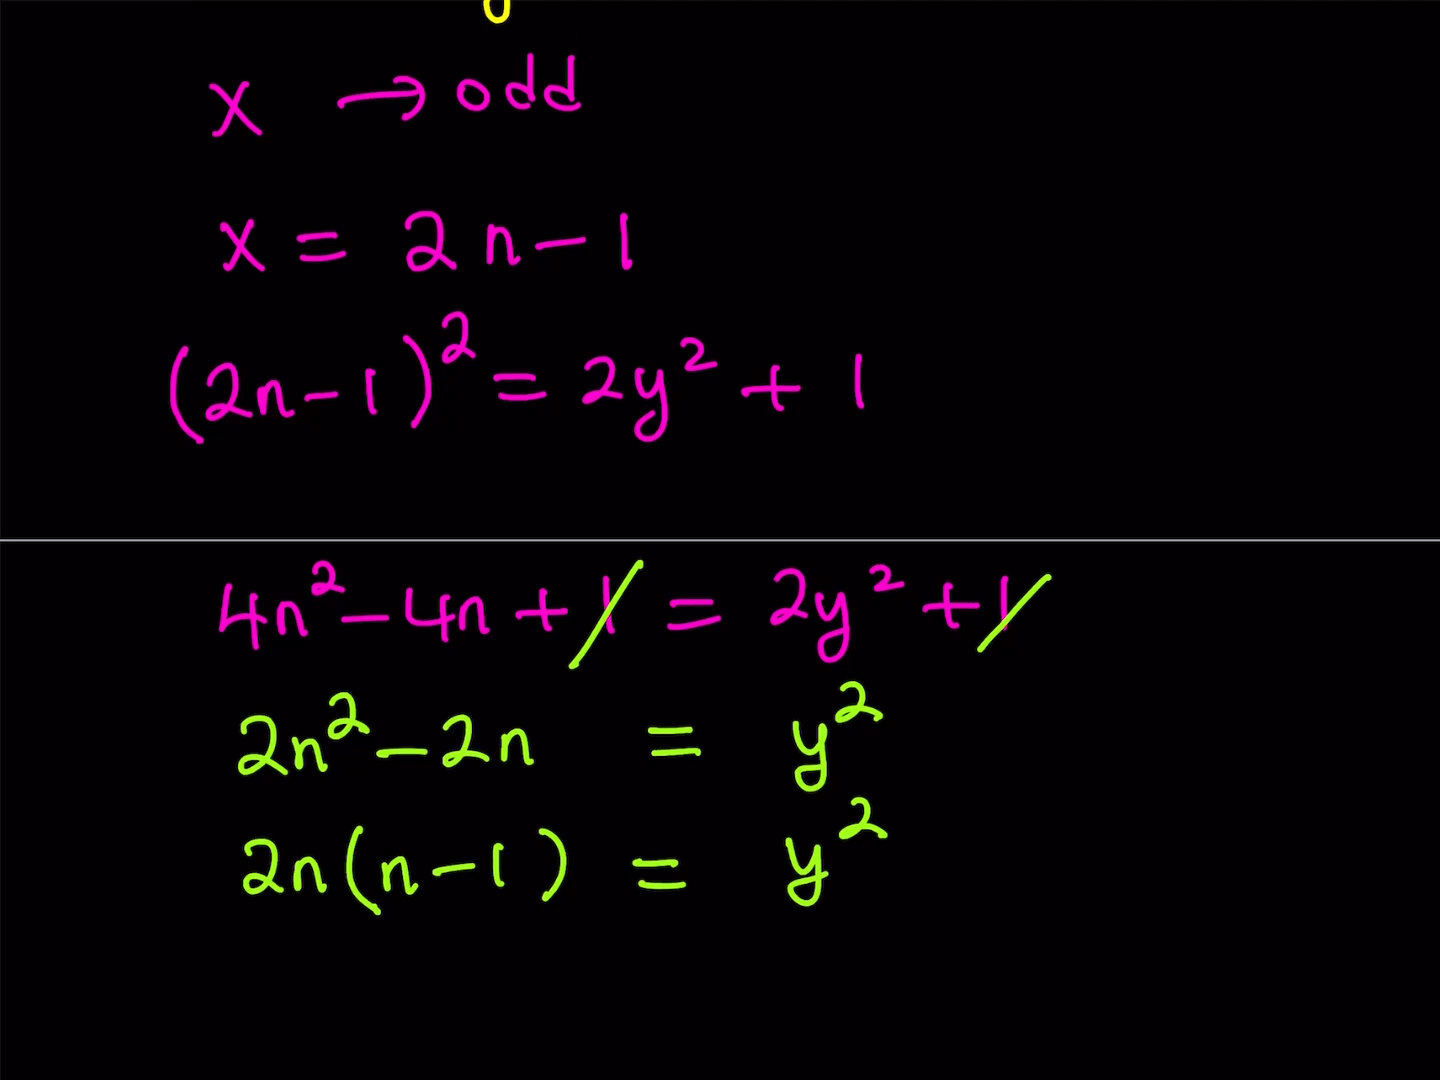 x → odd
x = 2n - 1
(2n - 1)² = 2y² + 1
4n² - 4n + 1 = 2y² + 1
2n² - 2n = y²
2n(n - 1) = y²